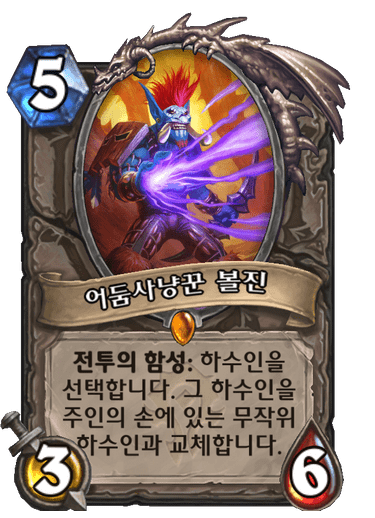 5
어둠사냥꾼 볼진
전투의 함성: 하수인을
선택합니다. 그 하수인을
주인의 손에 있는 무작위
하수인과 교체합니다.
3
6